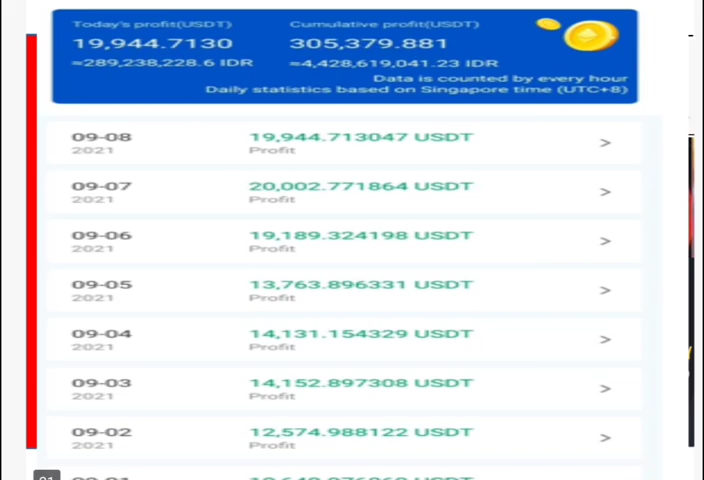 Today's profit(USDT)
Cumulative profit(USDT)
19,944.7130
305,379.881
≈289,238,228.6 IDR
≈4,428,619,041.23 IDR
Data is counted by every hour
Daily statistics based on Singapore time (UTC+8)
09-08
19,944.713047 USDT
2021
Profit
>
09-07
20,002.771864 USDT
2021
Profit
>
09-06
19,189.324198 USDT
2021
Profit
>
09-05
13,763.896331 USDT
2021
Profit
>
09-04
14,131.154329 USDT
2021
Profit
>
09-03
14,152.897308 USDT
2021
Profit
>
09-02
12,574.988122 USDT
2021
Profit
>